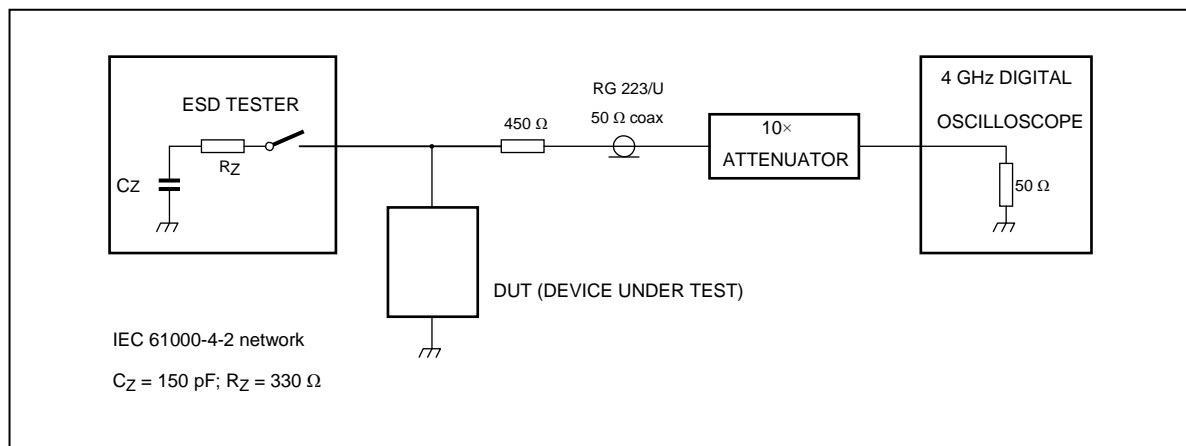 ESD TESTER
RZ
CZ
450 Ω
RG 223/U
50 Ω coax
10×
ATTENUATOR
4 GHz DIGITAL
OSCILLOSCOPE
50 Ω
DUT (DEVICE UNDER TEST)
IEC 61000-4-2 network
CZ = 150 pF; RZ = 330 Ω